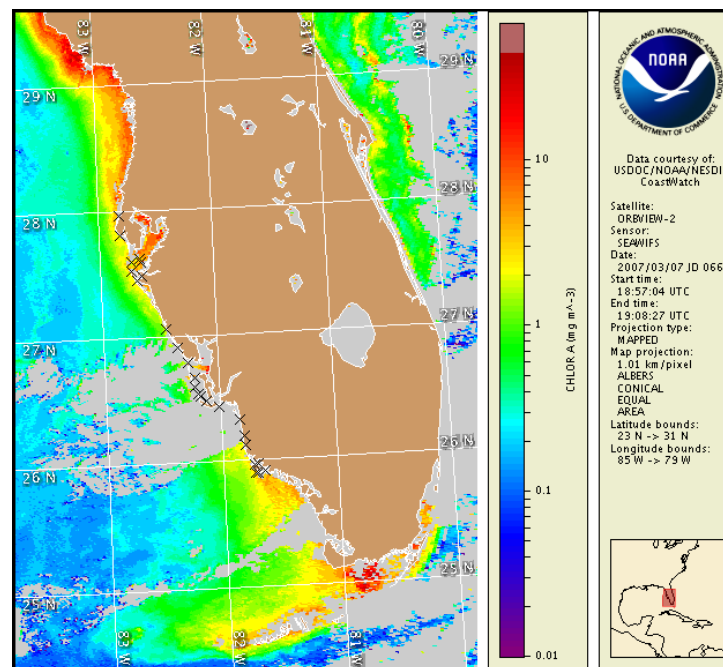 83 W
82 W
81 W
80 W
29 N
29 N
28 N
28 N
27 N
27 N
26 N
26 N
25 N
25 N
83 W
82 W
81 W
10
1
0.1
0.01
CHLOR_A (mg m^-3)
NATIONAL OCEANIC AND ATMOSPHERIC ADMINISTRATION
NOAA
U.S. DEPARTMENT OF COMMERCE
Data courtesy of:
USDOC/NOAA/NESDI
CoastWatch
Satellite:
ORBVIEW-2
Sensor:
SEAWIFS
Date:
2007/03/07 JD 066
Start time:
18:57:04 UTC
End time:
19:08:27 UTC
Projection type:
MAPPED
Map projection:
1.01 km/pixel
ALBERS
CONICAL
EQUAL
AREA
Latitude bounds:
23 N -> 31 N
Longitude bounds:
85 W -> 79 W